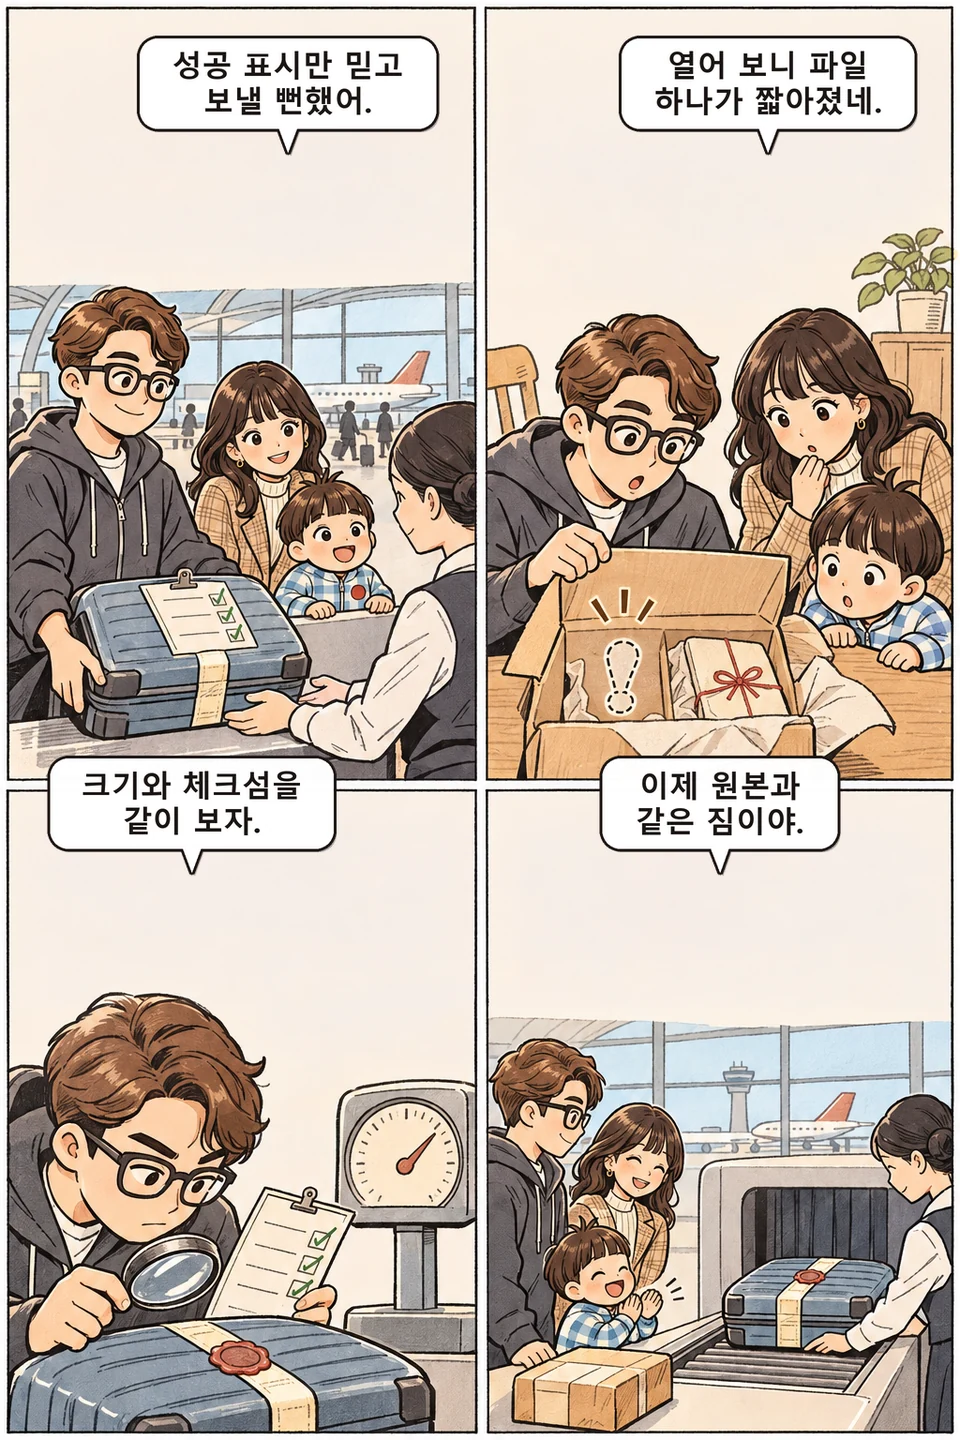 성공 표시만 믿고
보낼 뻔했어.
열어 보니 파일
하나가 짧아졌네.
크기와 체크섬을
같이 보자.
이제 원본과
같은 짐이야.